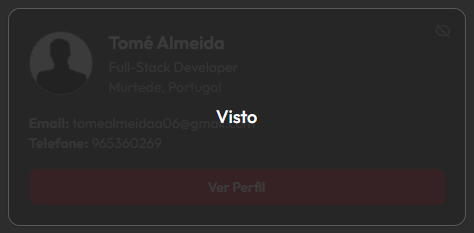 Tomé Almeida
Full-Stack Developer
Murtede, Portugal
Visto
Email: tomealmeidaa06@gmail.com
Telefone: 965360269
Ver Perfil